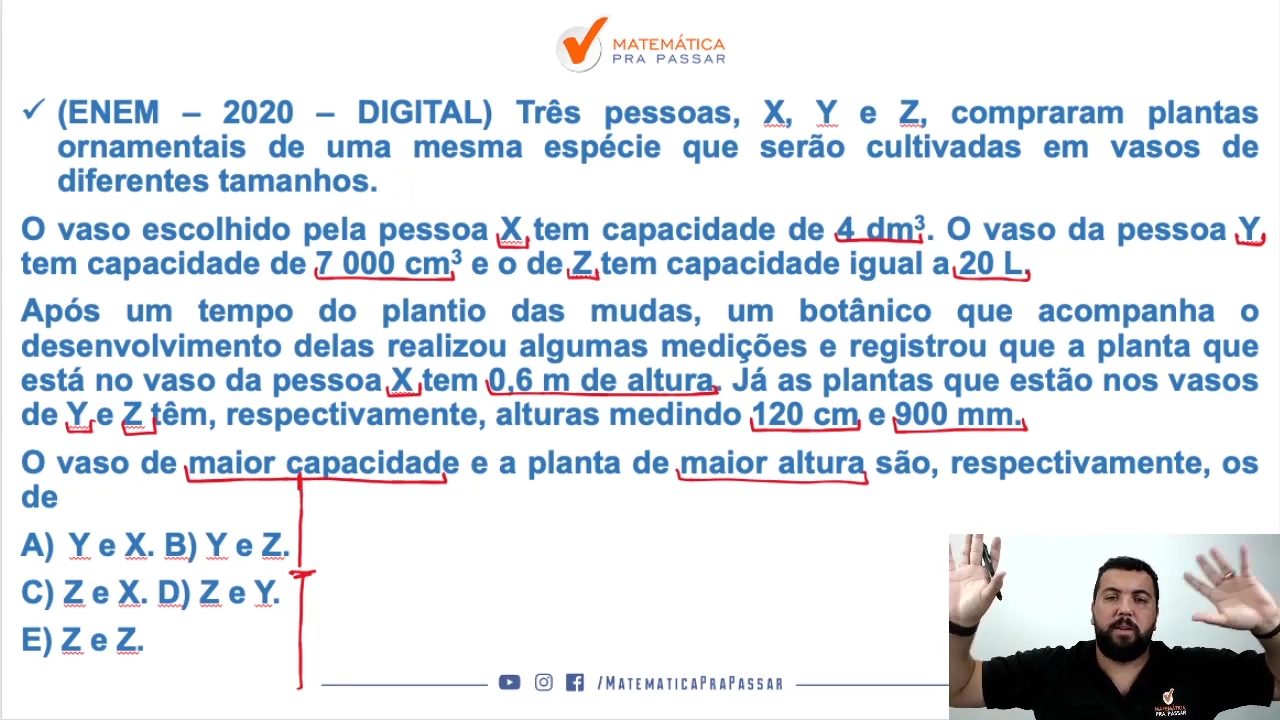 MATEMÁTICA
PRA PASSAR
✓ (ENEM – 2020 – DIGITAL) Três pessoas, X, Y e Z, compraram plantas
ornamentais de uma mesma espécie que serão cultivadas em vasos de
diferentes tamanhos.
O vaso escolhido pela pessoa X tem capacidade de 4 dm³. O vaso da pessoa Y
tem capacidade de 7 000 cm³ e o de Z tem capacidade igual a 20 L.
Após um tempo do plantio das mudas, um botânico que acompanha o
desenvolvimento delas realizou algumas medições e registrou que a planta que
está no vaso da pessoa X tem 0,6 m de altura. Já as plantas que estão nos vasos
de Y e Z têm, respectivamente, alturas medindo 120 cm e 900 mm.
O vaso de maior capacidade e a planta de maior altura são, respectivamente, os
de
A) Y e X. B) Y e Z.
C) Z e X. D) Z e Y.
E) Z e Z.
/MATEMATICAPRAPASSAR
MATEMÁTICA
PRA PASSAR